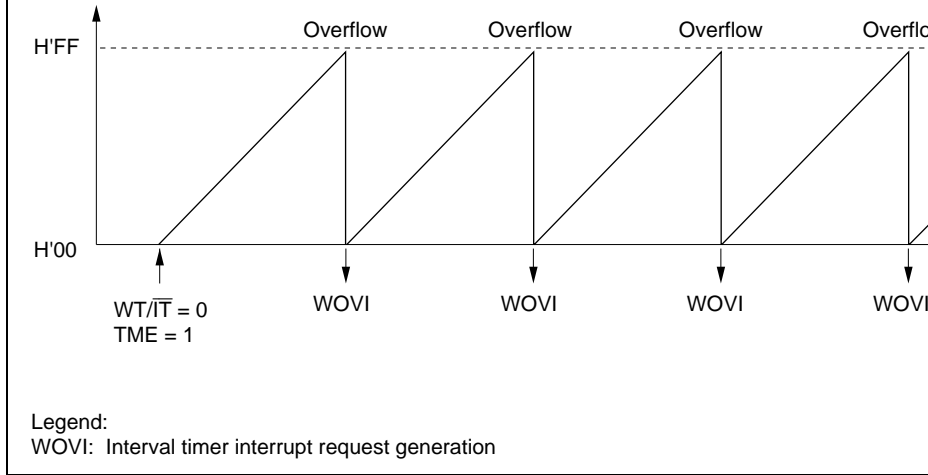 Overflow Overflow Overflow Overflo
H'FF
H'00
WOVI WOVI WOVI WOVI
WT/I̅T̅ = 0
TME = 1
Legend:
WOVI: Interval timer interrupt request generation